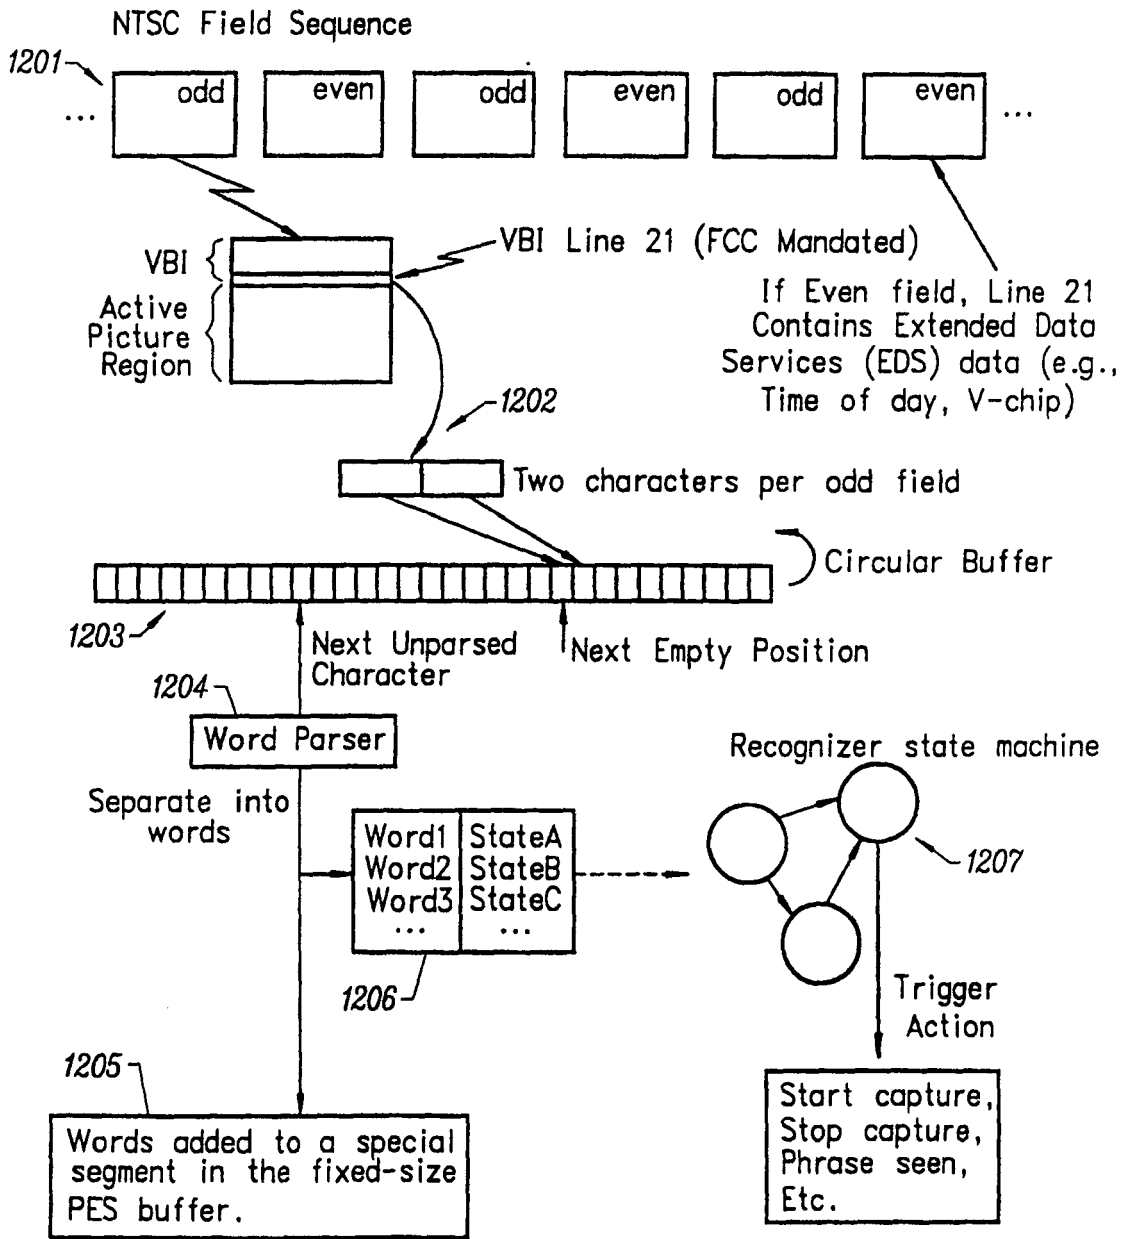 NTSC Field Sequence
1201
... odd even odd even odd even ...
VBI
VBI Line 21 (FCC Mandated)
Active
Picture
Region
If Even field, Line 21
Contains Extended Data
Services (EDS) data (e.g.,
Time of day, V-chip)
1202
Two characters per odd field
Circular Buffer
1203
Next Unparsed
Character
Next Empty Position
1204
Word Parser
Separate into
words
Word1 StateA
Word2 StateB
Word3 StateC
... ...
1206
Recognizer state machine
1207
Trigger
Action
1205
Words added to a special
segment in the fixed-size
PES buffer.
Start capture,
Stop capture,
Phrase seen,
Etc.